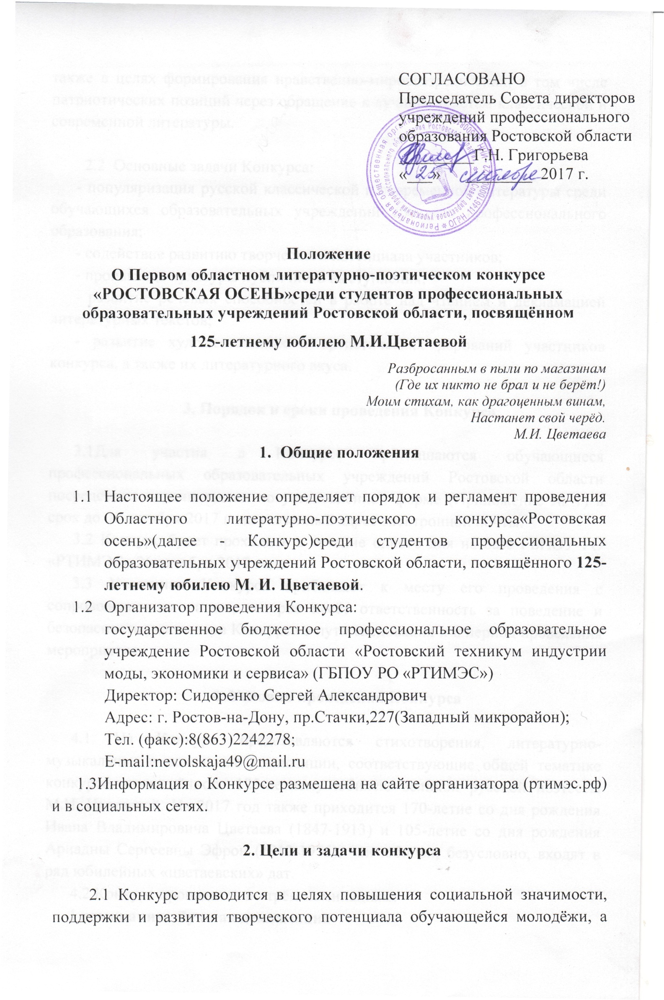 СОГЛАСОВАНО
Председатель Совета директоров
учреждений профессионального
образования Ростовской области
Г.Н. Григорьева
«25» сентября 2017 г.
Положение
О Первом областном литературно-поэтическом конкурсе
«РОСТОВСКАЯ ОСЕНЬ»среди студентов профессиональных
образовательных учреждений Ростовской области, посвящённом
125-летнему юбилею М.И.Цветаевой
Разбросанным в пыли по магазинам
(Где их никто не брал и не берёт!)
Моим стихам, как драгоценным винам,
Настанет свой черёд.
М.И. Цветаева
1. Общие положения
1.1 Настоящее положение определяет порядок и регламент проведения
Областного литературно-поэтического конкурса«Ростовская
осень»(далее - Конкурс)среди студентов профессиональных
образовательных учреждений Ростовской области, посвящённого 125-
летнему юбилею М. И. Цветаевой.
1.2 Организатор проведения Конкурса:
государственное бюджетное профессиональное образовательное
учреждение Ростовской области «Ростовский техникум индустрии
моды, экономики и сервиса» (ГБПОУ РО «РТИМЭС»)
Директор: Сидоренко Сергей Александрович
Адрес: г. Ростов-на-Дону, пр.Стачки,227(Западный микрорайон);
Тел. (факс):8(863)2242278;
E-mail:nevolskaja49@mail.ru
1.3Информация о Конкурсе размешена на сайте организатора (ртимэс.рф)
и в социальных сетях.
2. Цели и задачи конкурса
2.1 Конкурс проводится в целях повышения социальной значимости,
поддержки и развития творческого потенциала обучающейся молодёжи, а